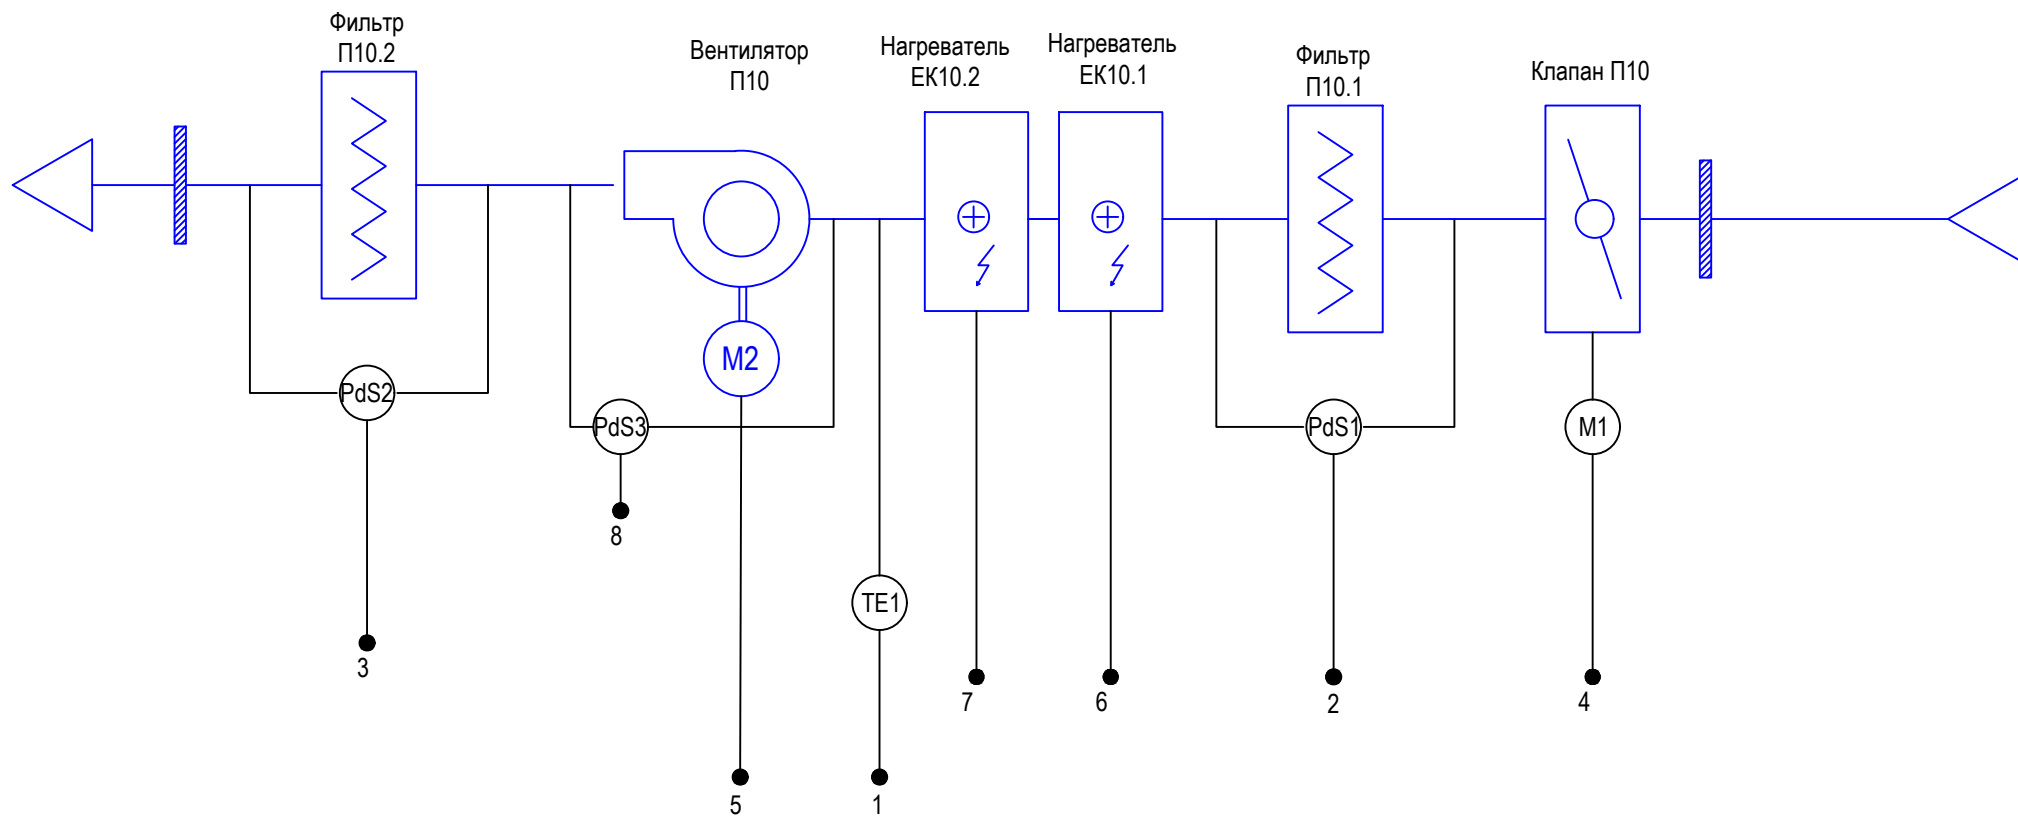 Фильтр
П10.2
Вентилятор
П10
Нагреватель
ЕК10.2
Нагреватель
ЕК10.1
Фильтр
П10.1
Клапан П10
M2
PdS2
PdS3
PdS1
M1
TE1
8
3
7
6
2
4
5
1